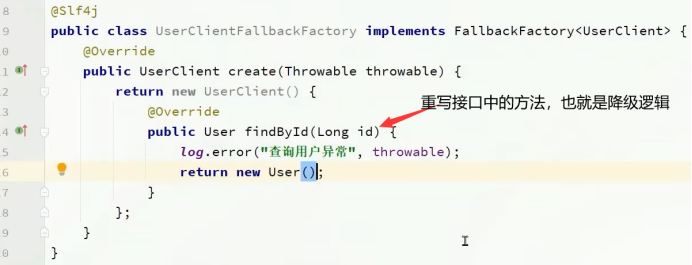 8 @Slf4j
9 public class UserClientFallbackFactory implements FallbackFactory<UserClient> {
0 @Override
1 public UserClient create(Throwable throwable) {
2 return new UserClient() {
3 @Override
4 public User findById(Long id) {
重写接口中的方法，也就是降级逻辑
5 log.error("查询用户异常", throwable);
6 return new User();
7 }
8 };
9 }
0 }